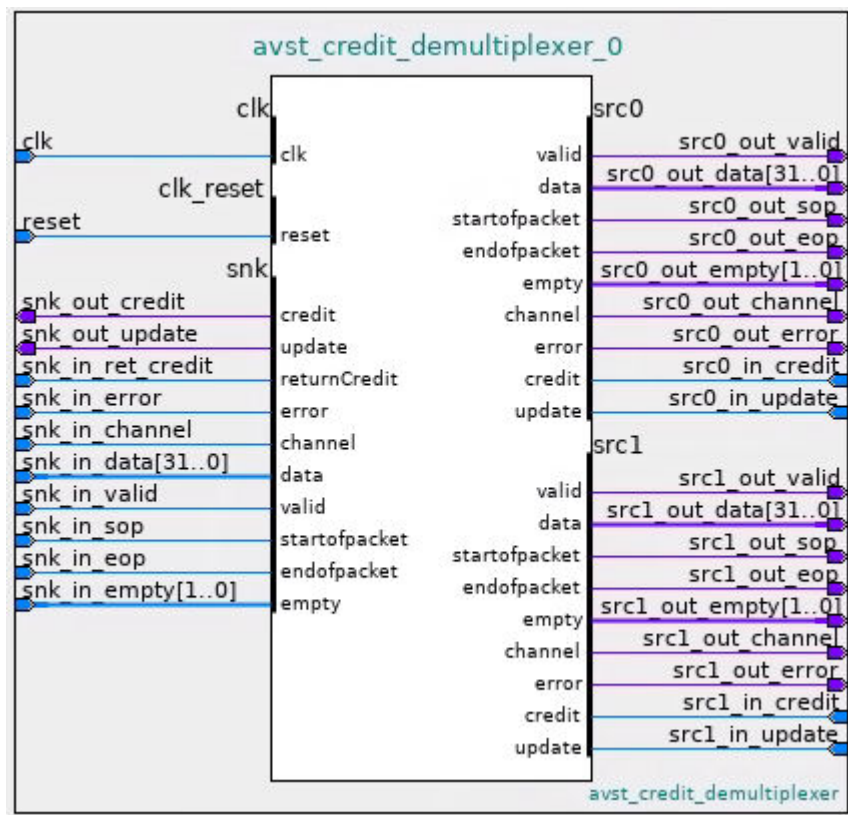 avst_credit_demultiplexer_0
clk
clk
clk
clk_reset
reset
reset
snk
snk_out_credit
credit
snk_out_update
update
snk_in_ret_credit
returnCredit
snk_in_error
error
snk_in_channel
channel
snk_in_data[31..0]
data
snk_in_valid
valid
snk_in_sop
startofpacket
snk_in_eop
endofpacket
snk_in_empty[1..0]
empty
src0
valid
src0_out_valid
data
src0_out_data[31..0]
startofpacket
src0_out_sop
endofpacket
src0_out_eop
empty
src0_out_empty[1..0]
channel
src0_out_channel
error
src0_out_error
credit
src0_in_credit
update
src0_in_update
src1
valid
src1_out_valid
data
src1_out_data[31..0]
startofpacket
src1_out_sop
endofpacket
src1_out_eop
empty
src1_out_empty[1..0]
channel
src1_out_channel
error
src1_out_error
credit
src1_in_credit
update
src1_in_update
avst_credit_demultiplexer